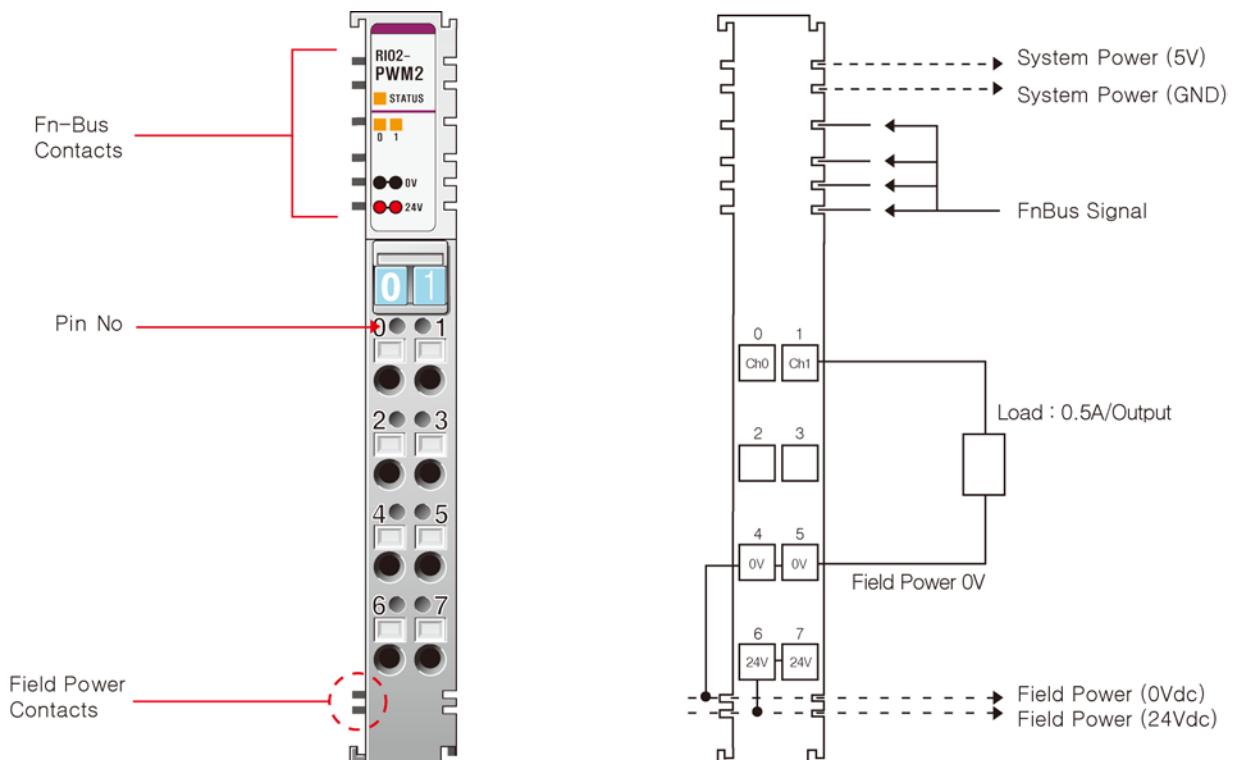 RIO2-
PWM2
STATUS
0 1
0V
24V
Fn-Bus
Contacts
0 1
Pin No
0 1
2 3
4 5
6 7
Field Power
Contacts
System Power (5V)
System Power (GND)
FnBus Signal
0 1
Ch0 Ch1
Load : 0.5A/Output
2 3
4 5
0V 0V
Field Power 0V
6 7
24V 24V
Field Power (0Vdc)
Field Power (24Vdc)